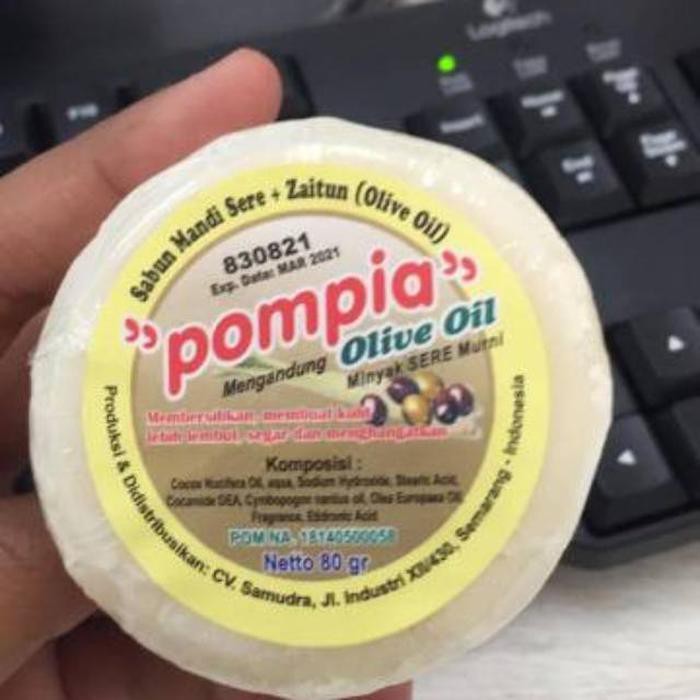 Logitech
F10
Sabun Mandi Sere + Zaitun (Olive Oil)
830821
Exp. Date: MAR 2021
"pompia"
Olive Oil
Mengandung Minyak SERE Murni
Membersihkan, membuat kulit
lebih lembut, segar dan menghangatkan
Komposisi :
Cocos Nucifera Oil, aqua, Sodium Hydroxide, Stearic Acid,
Cocamide DEA, Cymbopogon nardus oil, Olea Europaea Oil
Fragrance, Etidronic Acid
POM NA. 18140500058
Netto 80 gr
Produksi & Didistribusikan: CV. Samudra, Jl. Industri XII/430, Semarang - Indonesia